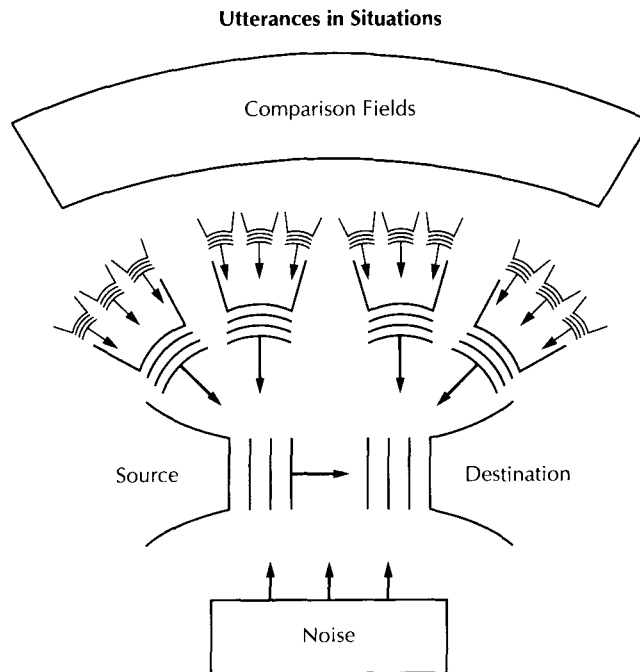 Utterances in Situations
Comparison Fields
Source
Destination
Noise